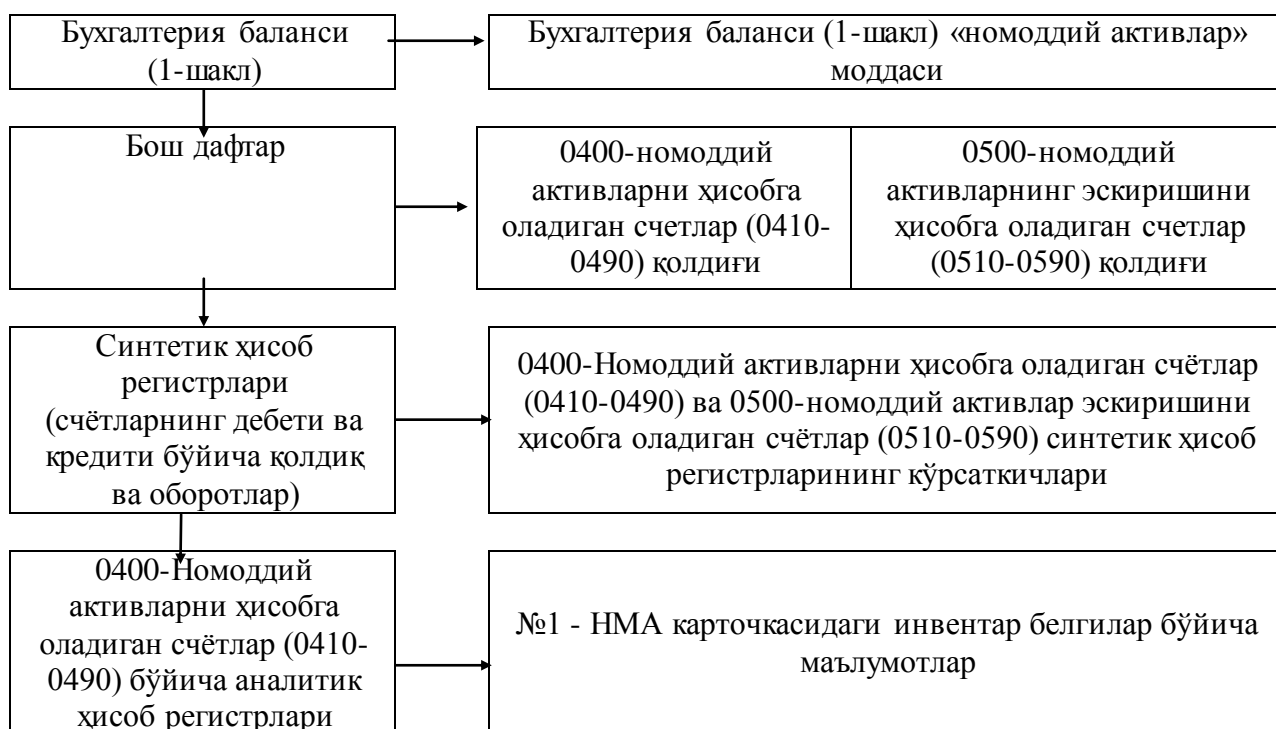 Бухгалтерия баланси
(1-шакл)
Бухгалтерия баланси (1-шакл) «номоддий активлар»
моддаси
Бош дафтар
0400-номоддий
активларни ҳисобга
оладиган счетлар (0410-
0490) қолдиғи
0500-номоддий
активларнинг эскиришини
ҳисобга оладиган счетлар
(0510-0590) қолдиғи
Синтетик ҳисоб
регистрлари
(счётларнинг дебети ва
кредити бўйича қолдиқ
ва оборотлар)
0400-Номоддий активларни ҳисобга оладиган счётлар
(0410-0490) ва 0500-номоддий активлар эскиришини
ҳисобга оладиган счётлар (0510-0590) синтетик ҳисоб
регистрларининг кўрсаткичлари
0400-Номоддий
активларни ҳисобга
оладиган счётлар (0410-
0490) бўйича аналитик
ҳисоб регистрлари
№1 - НМА карточкасидаги инвентар белгилар бўйича
маълумотлар